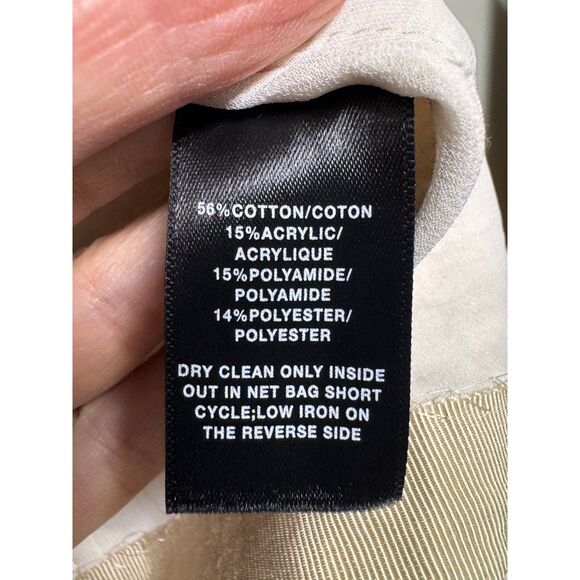 56%COTTON/COTON
15%ACRYLIC/
ACRYLIQUE
15%POLYAMIDE/
POLYAMIDE
14%POLYESTER/
POLYESTER
DRY CLEAN ONLY INSIDE
OUT IN NET BAG SHORT
CYCLE;LOW IRON ON
THE REVERSE SIDE